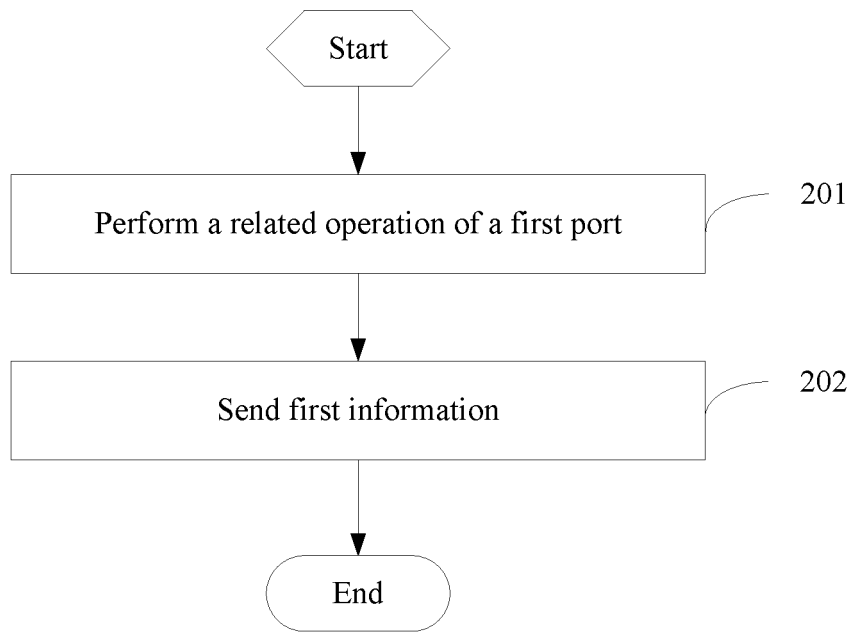 Start
201
Perform a related operation of a first port
202
Send first information
End